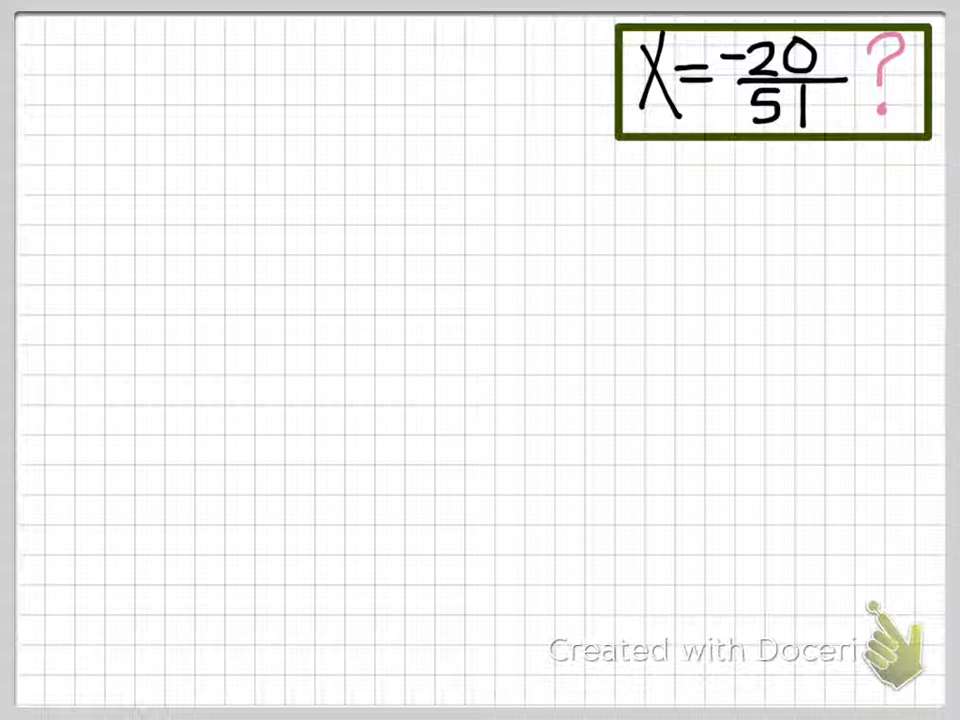 X = -20/51 ?
Created with Doceri